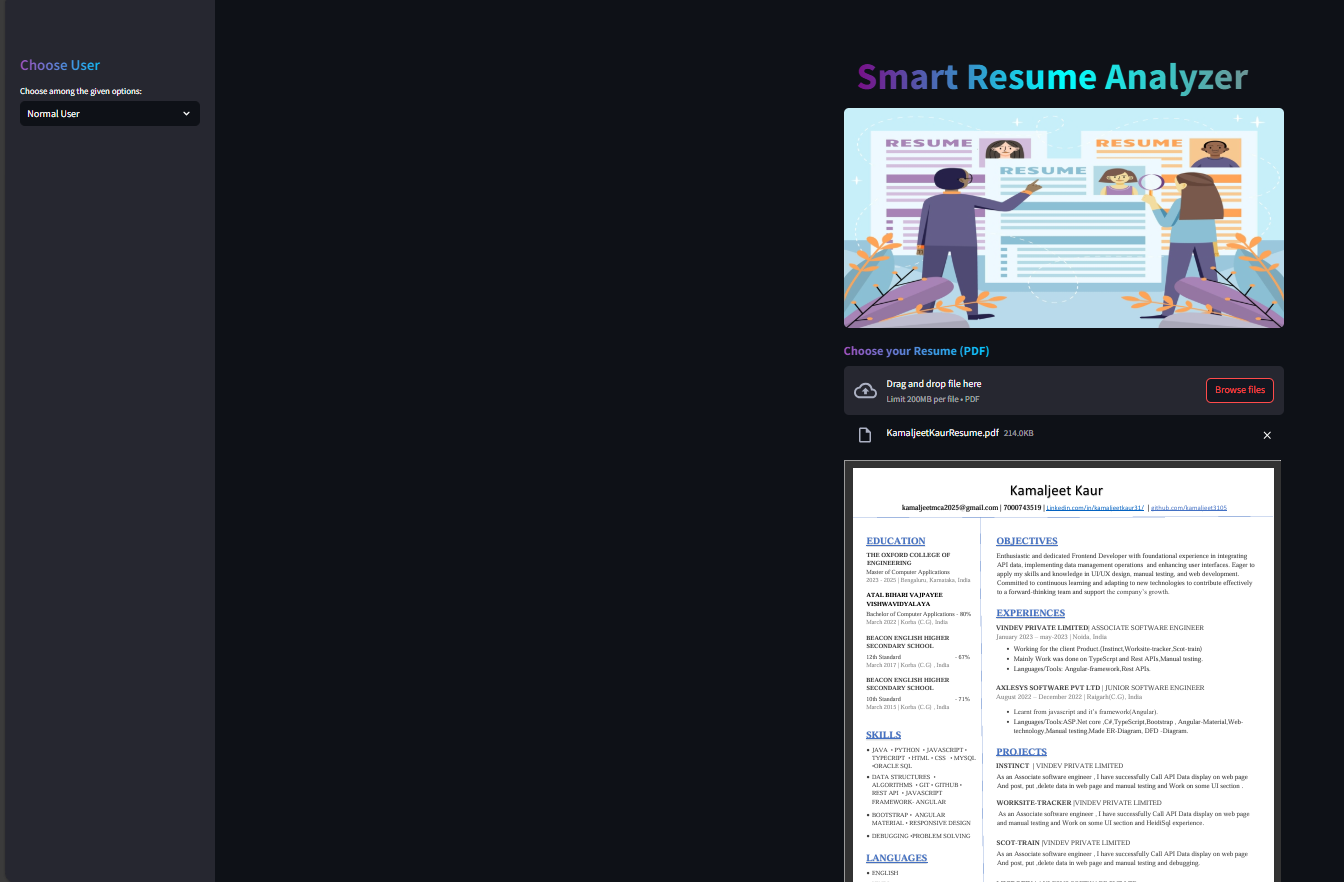 Choose User
Choose among the given options:
Normal User
Smart Resume Analyzer
RESUME
RESUME
RESUME
Choose your Resume (PDF)
Drag and drop file here
Limit 200MB per file • PDF
Browse files
KamaljeetKaurResume.pdf 214.0KB
Kamaljeet Kaur
kamaljeetmca2025@gmail.com | 7000743519 | Linkedin.com/in/kamaljeetkaur31/ | github.com/kamaljeet3105
EDUCATION
THE OXFORD COLLEGE OF
ENGINEERING
Master of Computer Applications
2023 - 2025 | Bengaluru, Karnataka, India
ATAL BIHARI VAJPAYEE
VISHWAVIDYALAYA
Bachelor of Computer Applications - 80%
March 2022 | Korba (C.G), India
BEACON ENGLISH HIGHER
SECONDARY SCHOOL
12th Standard - 67%
March 2017 | Korba (C.G) , India
BEACON ENGLISH HIGHER
SECONDARY SCHOOL
10th Standard - 71%
March 2013 | Korba (C.G) , India
SKILLS
• JAVA • PYTHON • JAVASCRIPT •
TYPECRIPT • HTML • CSS • MYSQL
•ORACLE SQL
• DATA STRUCTURES •
ALGORITHMS • GIT • GITHUB •
REST API • JAVASCRIPT
FRAMEWORK- ANGULAR
• BOOTSTRAP • ANGULAR
MATERIAL • RESPONSIVE DESIGN
• DEBUGGING •PROBLEM SOLVING
LANGUAGES
• ENGLISH
OBJECTIVES
Enthusiastic and dedicated Frontend Developer with foundational experience in integrating
API data, implementing data management operations and enhancing user interfaces. Eager to
apply my skills and knowledge in UI/UX design, manual testing, and web development.
Committed to continuous learning and adapting to new technologies to contribute effectively
to a forward-thinking team and support the company's growth.
EXPERIENCES
VINDEV PRIVATE LIMITED| ASSOCIATE SOFTWARE ENGINEER
January 2023 – may-2023 | Noida, India
• Working for the client Product.(Instinct,Worksite-tracker,Scot-train)
• Mainly Work was done on TypeScrpt and Rest APIs,Manual testing.
• Languages/Tools: Angular-framework,Rest APIs.
AXLESYS SOFTWARE PVT LTD | JUNIOR SOFTWARE ENGINEER
August 2022 – December 2022 | Raigarh(C.G), India
• Learnt from javascript and it's framework(Angular).
• Languages/Tools:ASP.Net core ,C#,TypeScript,Bootstrap , Angular-Material,Web-
technology,Manual testing,Made ER-Diagram, DFD -Diagram.
PROJECTS
INSTINCT | VINDEV PRIVATE LIMITED
As an Associate software engineer , I have successfully Call API Data display on web page
And post, put ,delete data in web page and manual testing and Work on some UI section .
WORKSITE-TRACKER |VINDEV PRIVATE LIMITED
As an Associate software engineer , I have successfully Call API Data display on web page
and manual testing and Work on some UI section and HeidiSql experience.
SCOT-TRAIN |VINDEV PRIVATE LIMITED
As an Associate software engineer , I have successfully Call API Data display on web page
And post, put ,delete data in web page and manual testing and debugging.